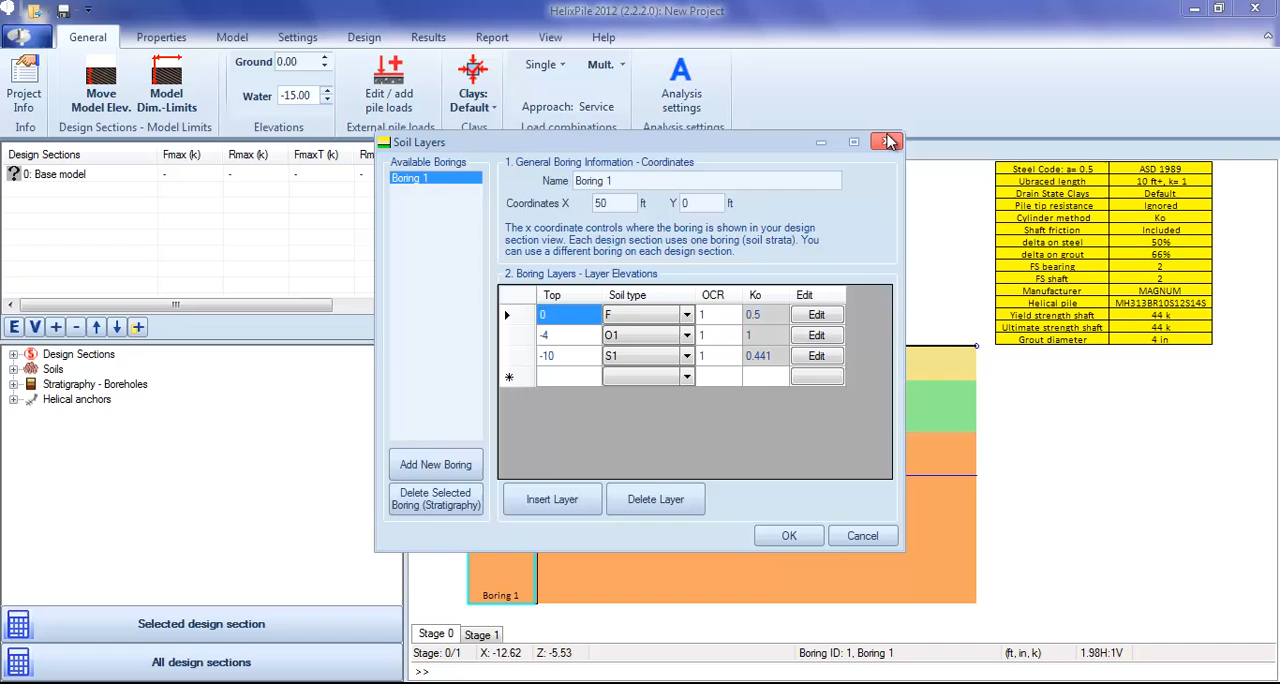 HelixPile 2012 (2.2.2.0): New Project
General Properties Model Settings Design Results Report View Help
Project Info
Info
Move Model Elev.
Model Dim.-Limits
Design Sections - Model Limits
Ground 0.00
Water -15.00
Elevations
Edit / add pile loads
External pile loads
Clays: Default
Clays
Single Mult.
Approach: Service
Load combinations
Analysis settings
Analysis settings
Design Sections Fmax (k) Rmax (k) FmaxT (k) Rm
0: Base model - - - -
E V + - +
Design Sections
Soils
Stratigraphy - Boreholes
Helical anchors
Selected design section
All design sections
Soil Layers
Available Borings
Boring 1
Add New Boring
Delete Selected Boring (Stratigraphy)
1. General Boring Information - Coordinates
Name Boring 1
Coordinates X 50 ft Y 0 ft
The x coordinate controls where the boring is shown in your design
section view. Each design section uses one boring (soil strata). You
can use a different boring on each design section.
2. Boring Layers - Layer Elevations
Top Soil type OCR Ko Edit
0 F 1 0.5 Edit
-4 O1 1 1 Edit
-10 S1 1 0.441 Edit
Insert Layer Delete Layer
OK Cancel
Steel Code: a= 0.5 ASD 1989
Ubraced length 10 ft+, k= 1
Drain State Clays Default
Pile tip resistance Ignored
Cylinder method Ko
Shaft friction Included
delta on steel 50%
delta on grout 66%
FS bearing 2
FS shaft 2
Manufacturer MAGNUM
Helical pile MH313BR10S12S14S
Yield strength shaft 44 k
Ultimate strength shaft 44 k
Grout diameter 4 in
Boring 1
Stage 0 Stage 1
Stage: 0/1 X: -12.62 Z: -5.53 Boring ID: 1, Boring 1 (ft, in, k) 1.98H:1V
>>